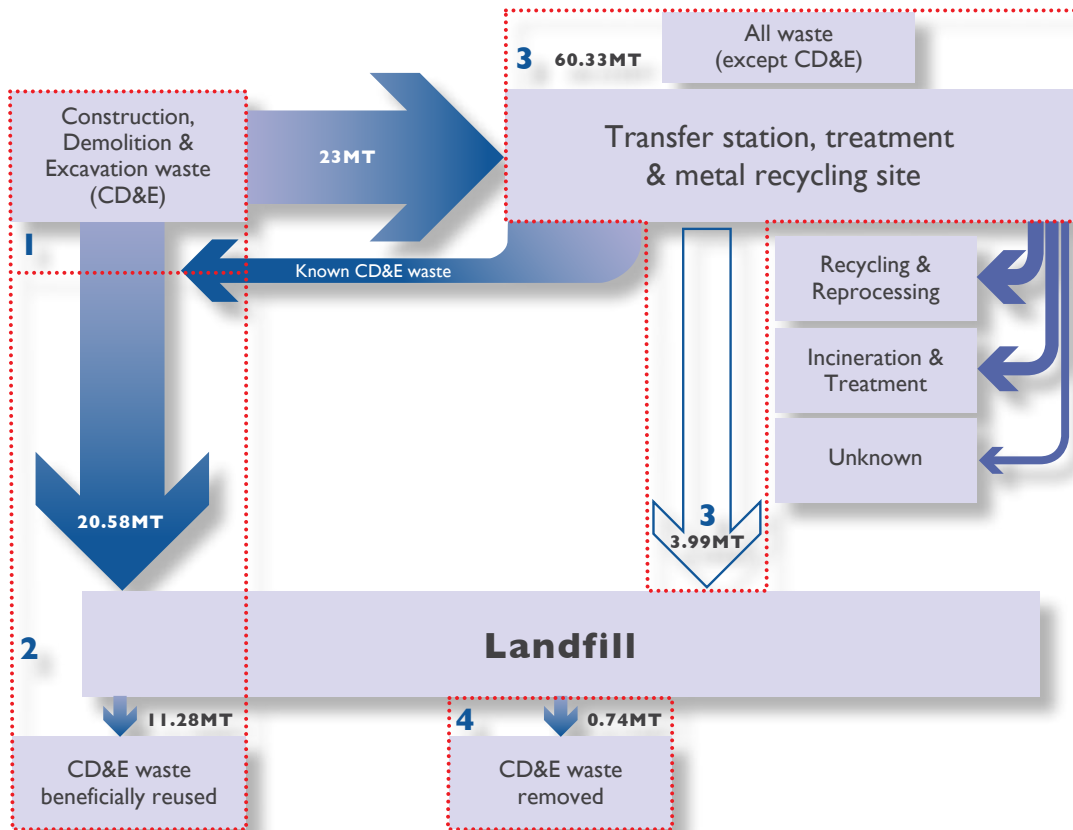 3
60.33MT
All waste
(except CD&E)
Construction,
Demolition &
Excavation waste
(CD&E)
23MT
Transfer station, treatment
& metal recycling site
1
Known CD&E waste
Recycling &
Reprocessing
Incineration &
Treatment
Unknown
20.58MT
3
3.99MT
2
Landfill
11.28MT
4
0.74MT
CD&E waste
beneficially reused
CD&E waste
removed